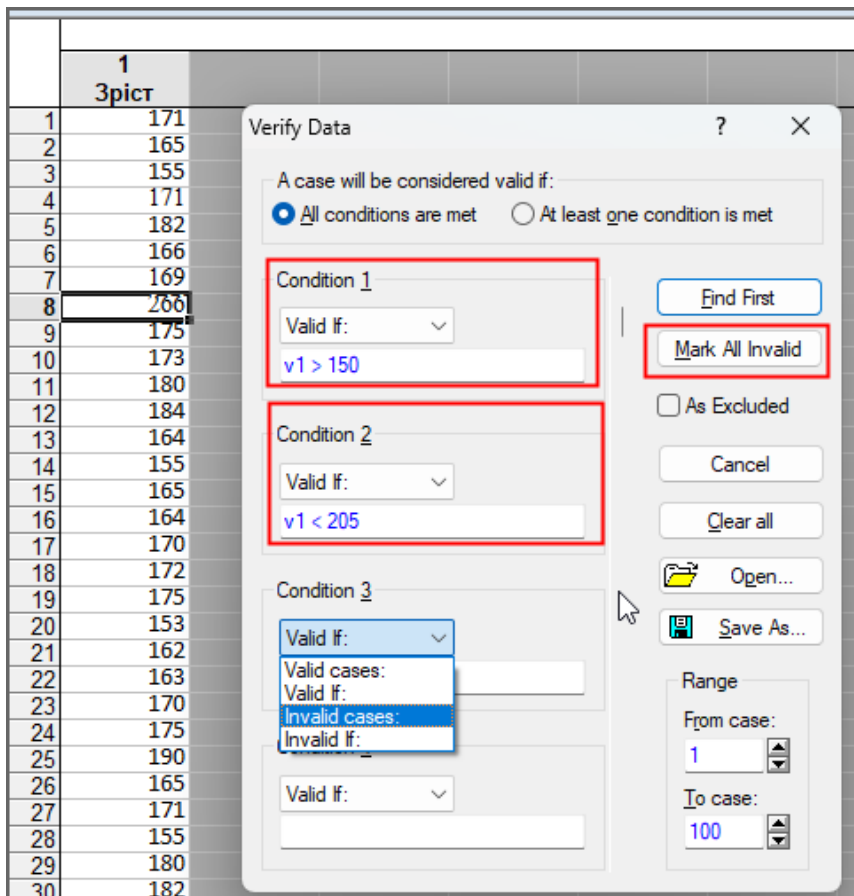 1
Зріст
1 171
2 165
3 155
4 171
5 182
6 166
7 169
8 266
9 175
10 173
11 180
12 184
13 164
14 155
15 165
16 164
17 170
18 172
19 175
20 153
21 162
22 163
23 170
24 175
25 190
26 165
27 171
28 155
29 180
30 182
Verify Data ?
A case will be considered valid if:
All conditions are met At least one condition is met
Condition 1
Valid If:
v1 > 150
Condition 2
Valid If:
v1 < 205
Condition 3
Valid If:
Valid cases:
Valid If:
Invalid cases:
Invalid If:
Valid If:
Find First
Mark All Invalid
As Excluded
Cancel
Clear all
Open...
Save As...
Range
From case:
1
To case:
100